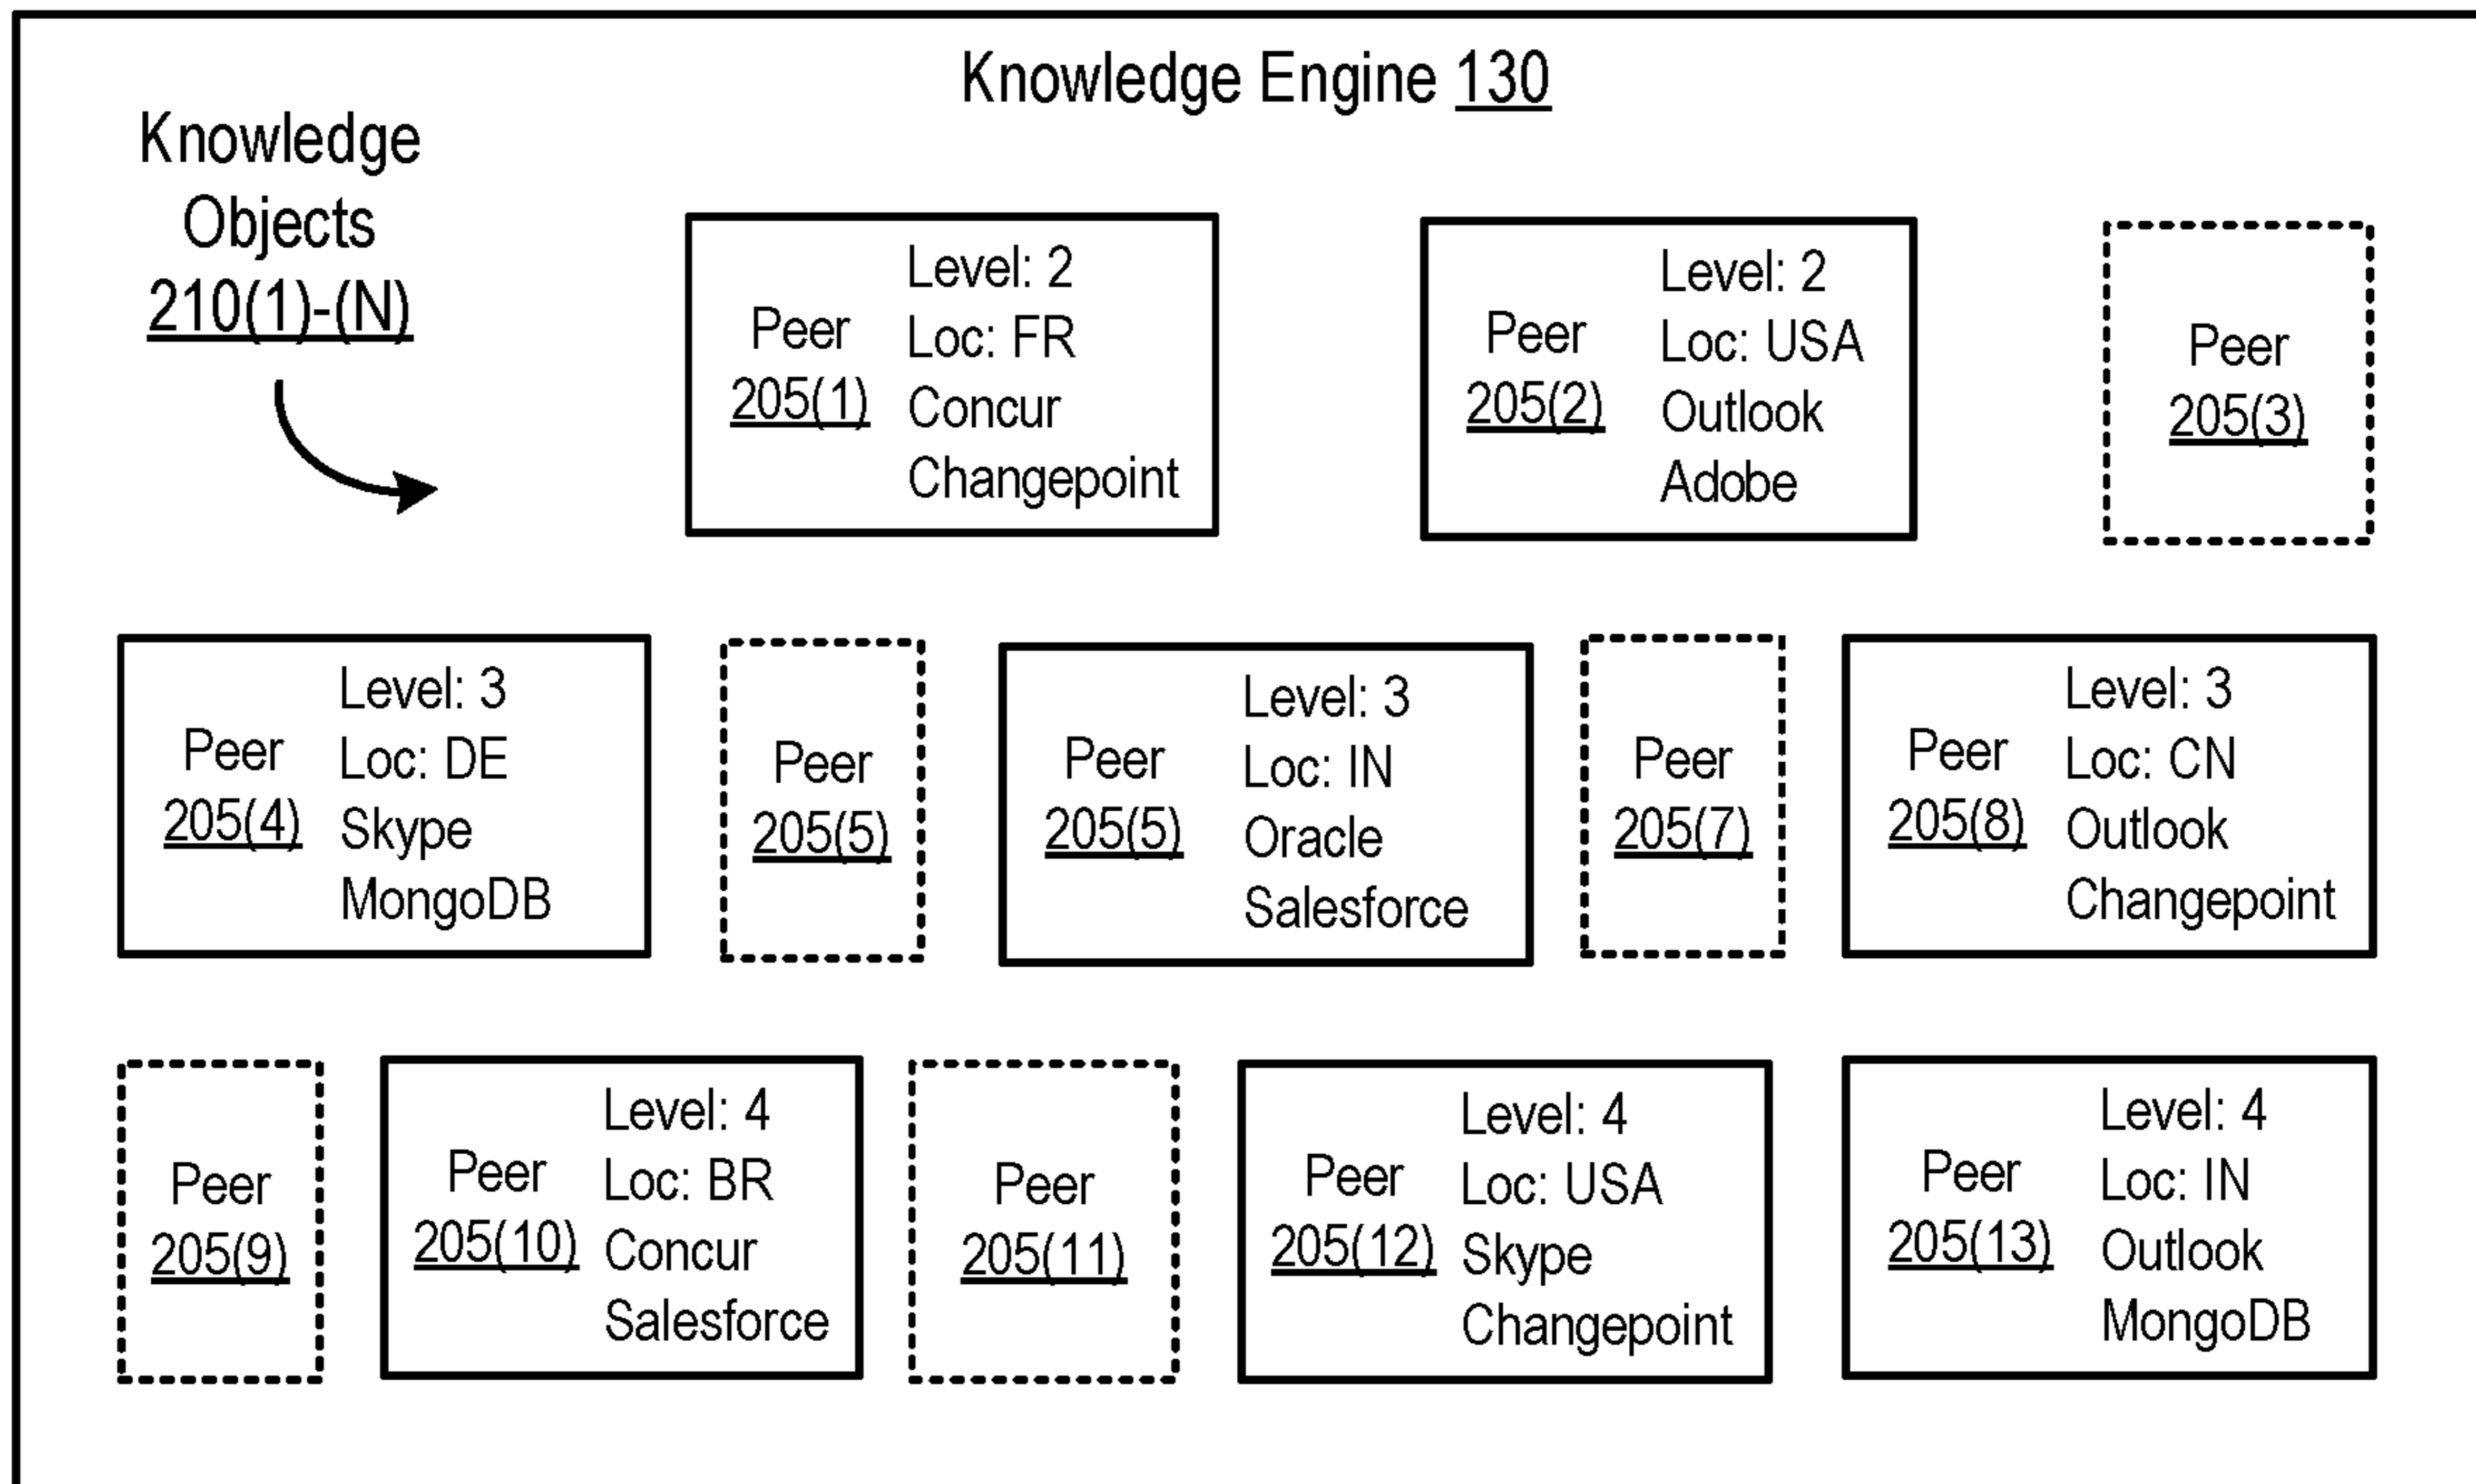 Knowledge Engine 130
Knowledge
Objects
210(1)-(N)
Peer
205(1)
Level: 2
Loc: FR
Concur
Changepoint
Peer
205(2)
Level: 2
Loc: USA
Outlook
Adobe
Peer
205(3)
Peer
205(4)
Level: 3
Loc: DE
Skype
MongoDB
Peer
205(5)
Peer
205(5)
Level: 3
Loc: IN
Oracle
Salesforce
Peer
205(7)
Peer
205(8)
Level: 3
Loc: CN
Outlook
Changepoint
Peer
205(9)
Peer
205(10)
Level: 4
Loc: BR
Concur
Salesforce
Peer
205(11)
Peer
205(12)
Level: 4
Loc: USA
Skype
Changepoint
Peer
205(13)
Level: 4
Loc: IN
Outlook
MongoDB